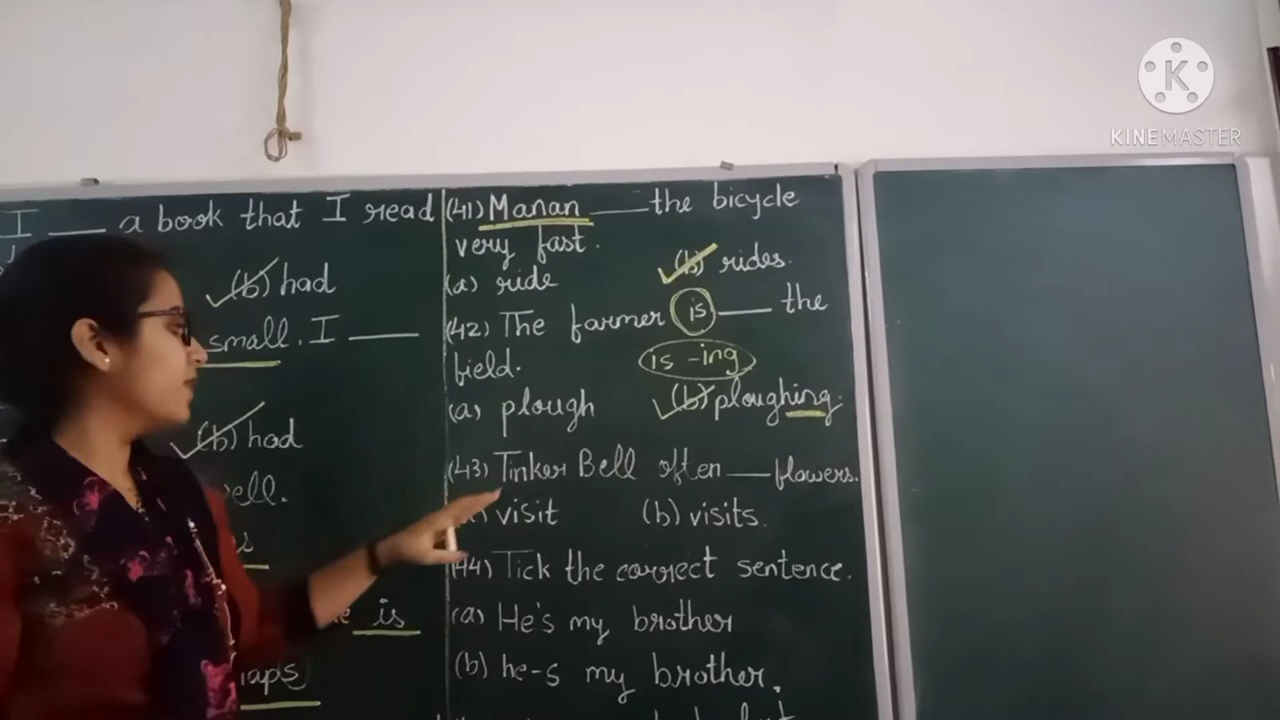 I ___ a book that I read
(b) had
small. I ___
(b) had
ell.
s
is
aps
(41) Manan ___ the bicycle
very fast.
(a) ride (b) rides.
(42) The farmer is ___ the
field. is -ing
(a) plough (b) ploughing.
(43) Tinker Bell often ___ flowers.
visit (b) visits.
(44) Tick the correct sentence.
(a) He's my brother
(b) he-s my brother.
KINEMASTER